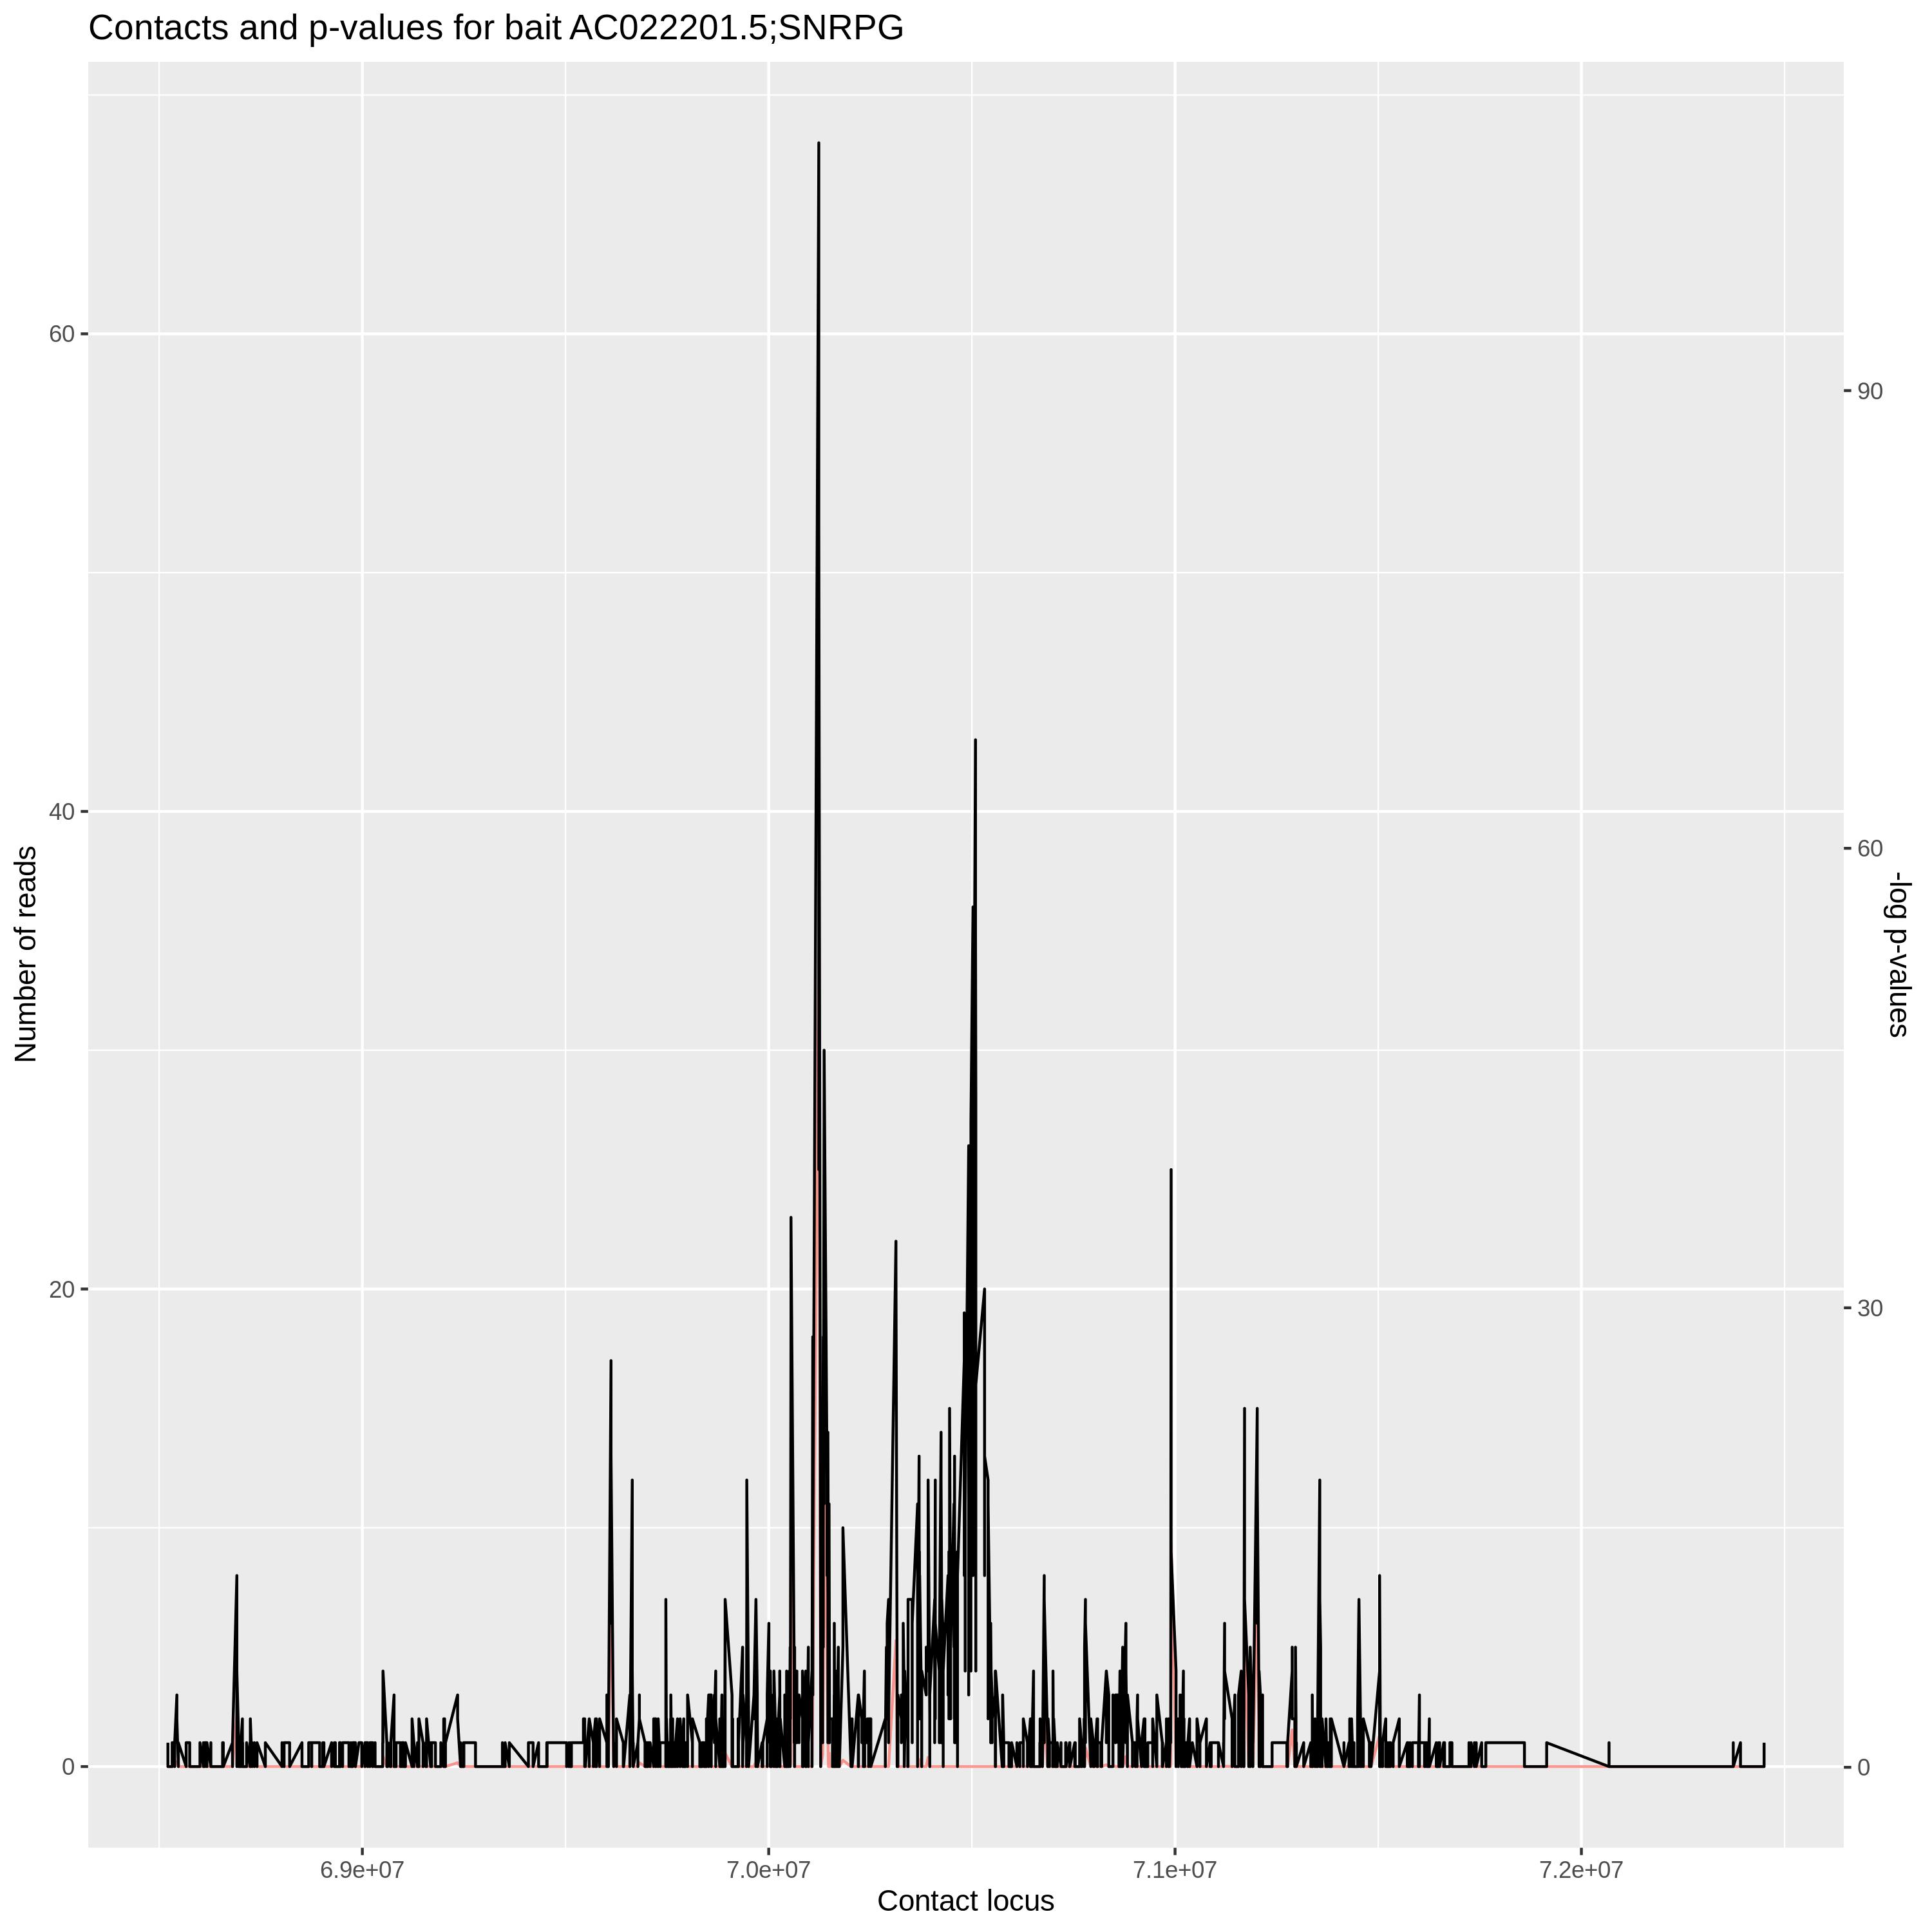 Contacts and p-values for bait AC022201.5;SNRPG
60
40
20
0
Number of reads
90
60
30
0
-log p-values
6.9e+07 7.0e+07 7.1e+07 7.2e+07
Contact locus